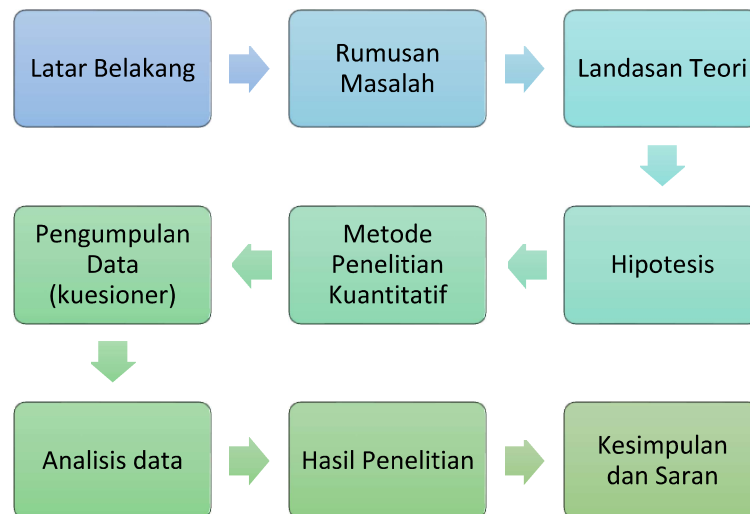 Latar Belakang
Rumusan
Masalah
Landasan Teori
Hipotesis
Metode
Penelitian
Kuantitatif
Pengumpulan
Data
(kuesioner)
Analisis data
Hasil Penelitian
Kesimpulan
dan Saran